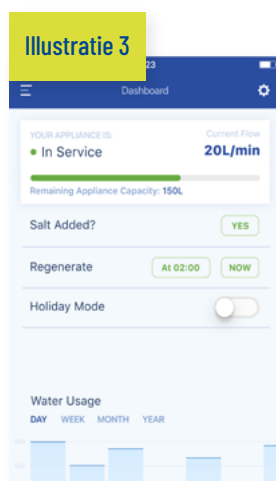 Illustratie 3
23
Dashboard
YOUR APPLIANCE IS:
Current Flow
• In Service
20L/min
Remaining Appliance Capacity: 150L
Salt Added?
YES
Regenerate
At 02:00
NOW
Holiday Mode
Water Usage
DAY WEEK MONTH YEAR